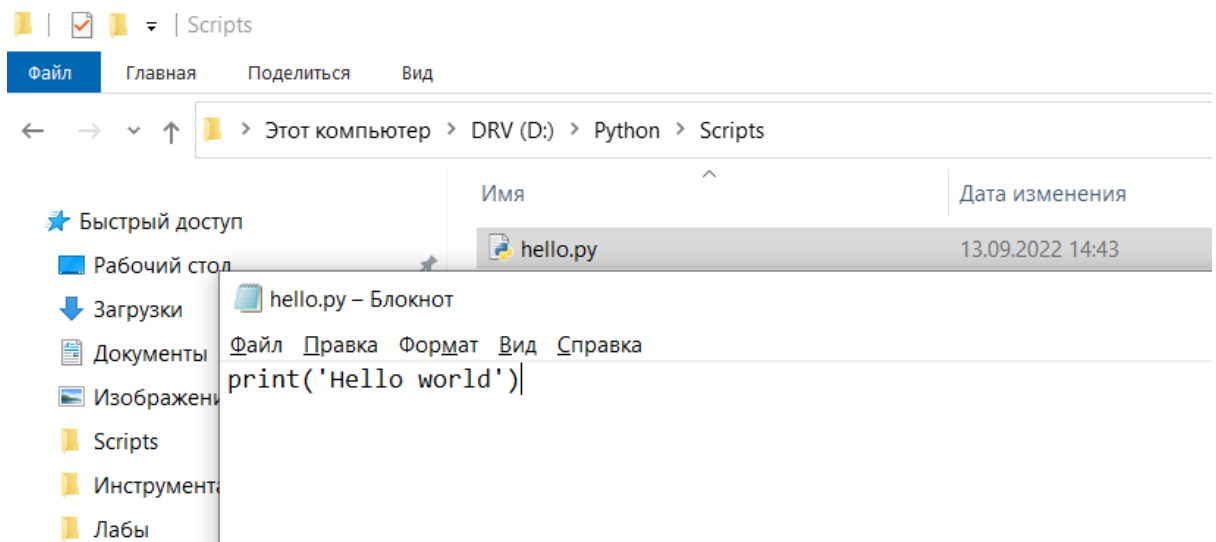 Scripts
Файл Главная Поделиться Вид
Этот компьютер > DRV (D:) > Python > Scripts
Имя Дата изменения
Быстрый доступ
hello.py 13.09.2022 14:43
Рабочий стол
hello.py – Блокнот
Загрузки
Файл Правка Формат Вид Справка
Документы
print('Hello world')
Scripts
Лабы